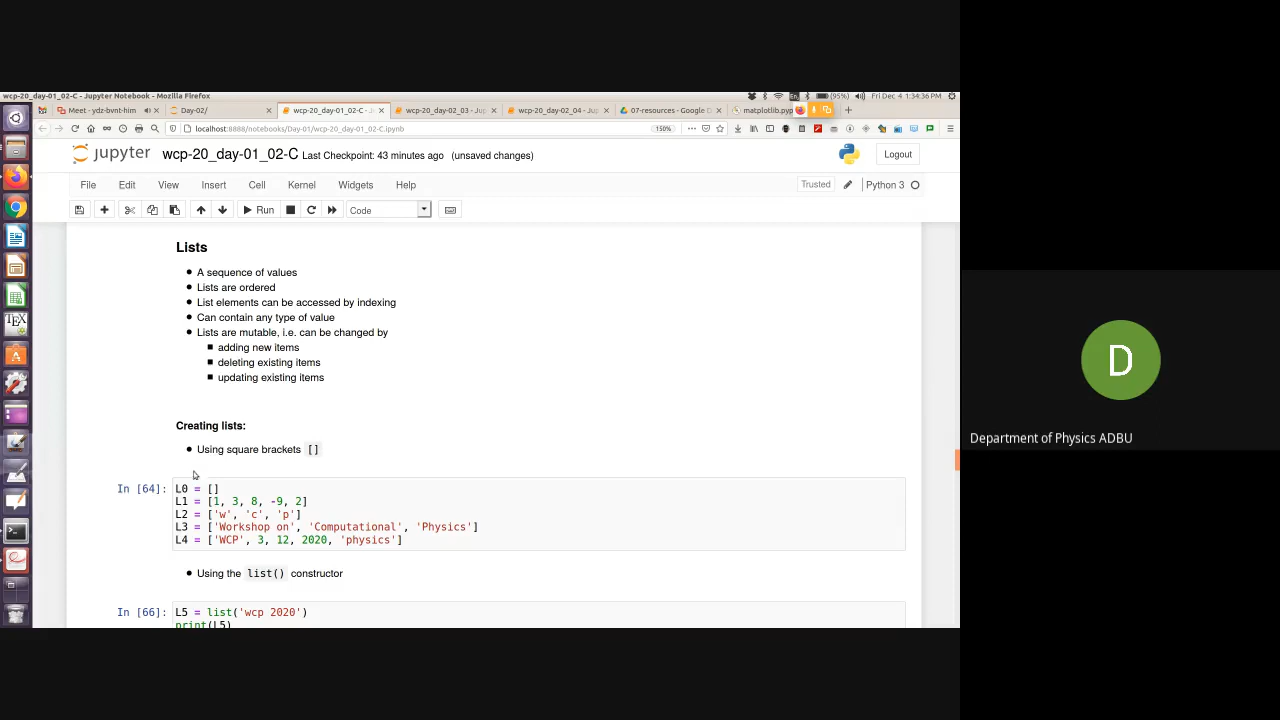 wcp-20_day-01_02-C - Jupyter Notebook - Mozilla Firefox
(95%) Fri Dec 4 1:34:36 PM
Meet - ydz-bvnt-him
Day-02/
wcp-20_day-01_02-C - J
wcp-20_day-02_03 - Jup
wcp-20_day-02_04 - Jup
07-resources - Google D
matplotlib.pyp
localhost:8888/notebooks/Day-01/wcp-20_day-01_02-C.ipynb
150%
jupyter wcp-20_day-01_02-C Last Checkpoint: 43 minutes ago (unsaved changes)
Logout
File Edit View Insert Cell Kernel Widgets Help
Trusted
Python 3
Run
Code
Lists
A sequence of values
Lists are ordered
List elements can be accessed by indexing
Can contain any type of value
Lists are mutable, i.e. can be changed by
adding new items
deleting existing items
updating existing items
Creating lists:
Using square brackets []
In [64]: L0 = []
L1 = [1, 3, 8, -9, 2]
L2 = ['w', 'c', 'p']
L3 = ['Workshop on', 'Computational', 'Physics']
L4 = ['WCP', 3, 12, 2020, 'physics']
Using the list() constructor
In [66]: L5 = list('wcp 2020')
print(L5)
D
Department of Physics ADBU